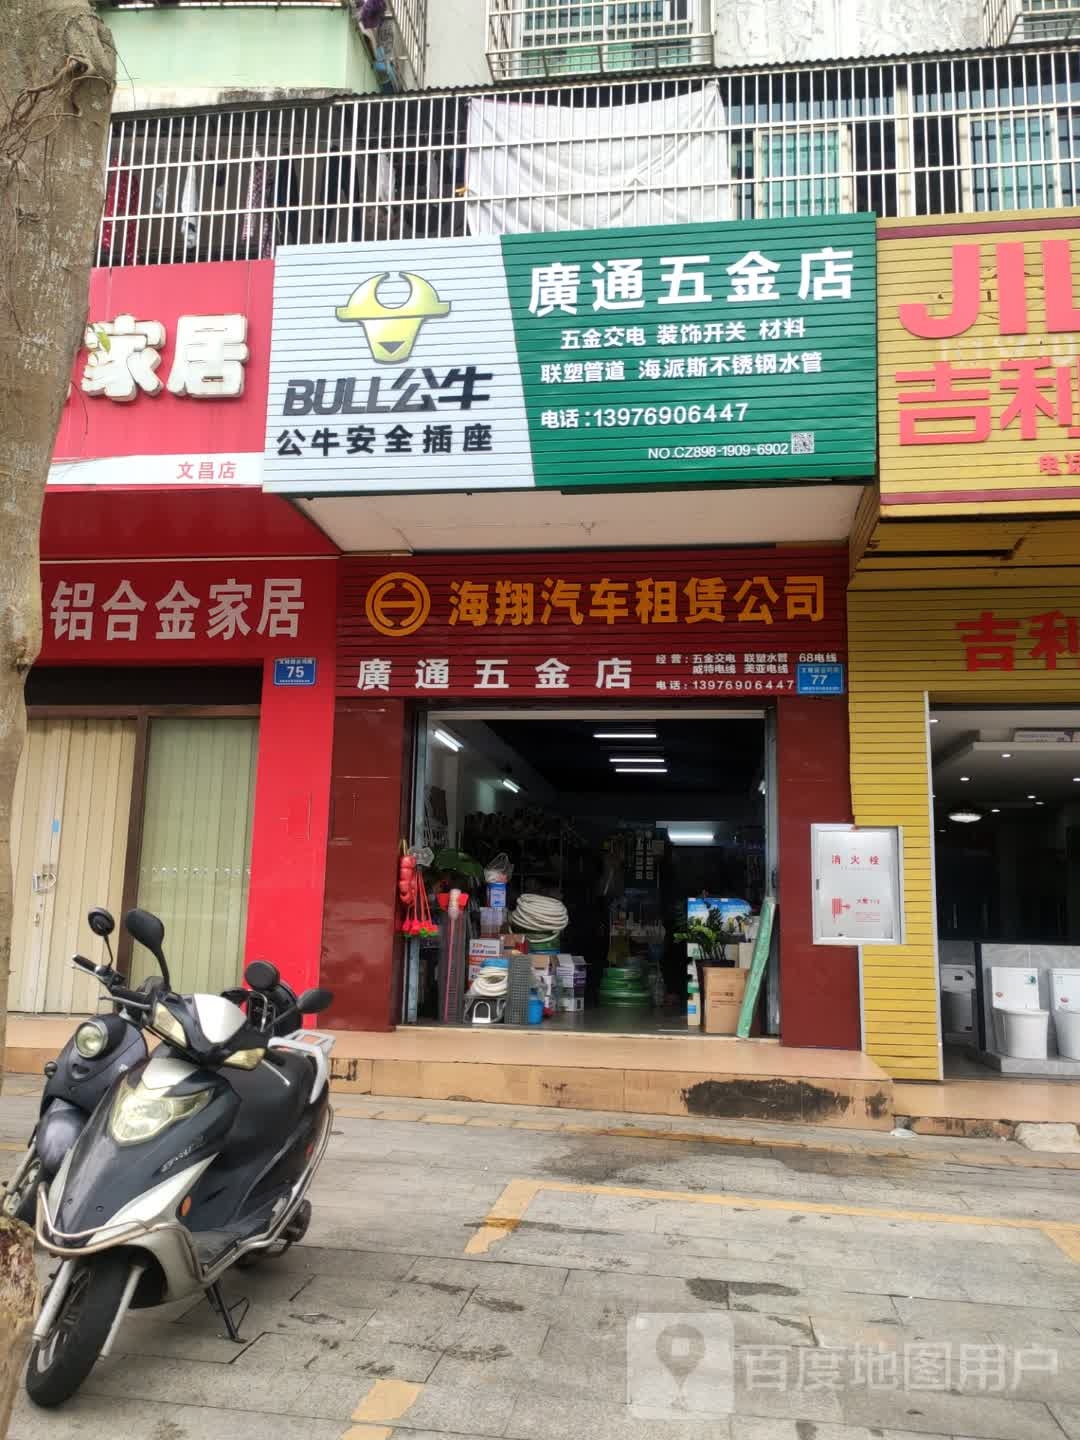 家居
文昌店
铝合金家居
75
BULL公牛
公牛安全插座
廣通五金店
五金交电 装饰开关 材料
联塑管道 海派斯不锈钢水管
电话:13976906447
NO.CZ898-1909-6902
海翔汽车租赁公司
廣通五金店
经营:五金交电 联塑水管 68电线
威特电线 美亚电线
电话:13976906447
77
JIL
吉利
电话
吉利
消火栓
百度地图用户